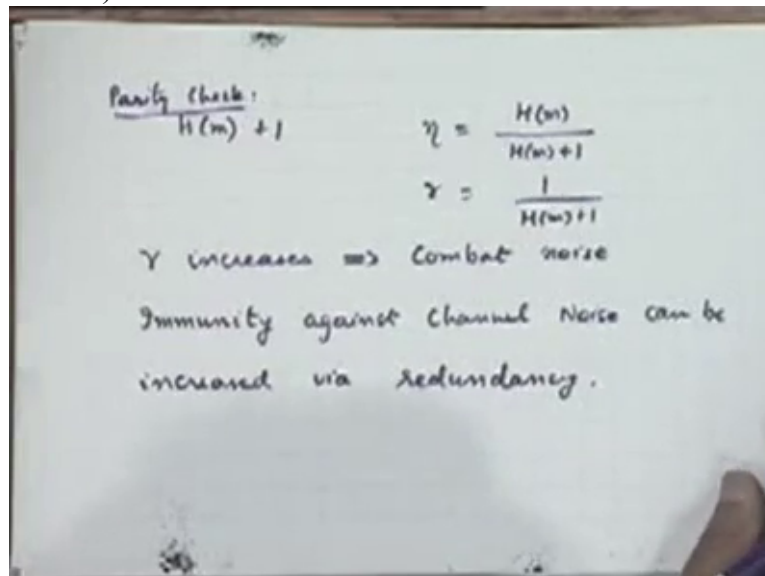 Parity Check:
H(m) + 1
η = H(m) / H(m)+1
γ = 1 / H(m)+1
γ increases => Combat noise
Immunity against Channel Noise can be
increased via redundancy.